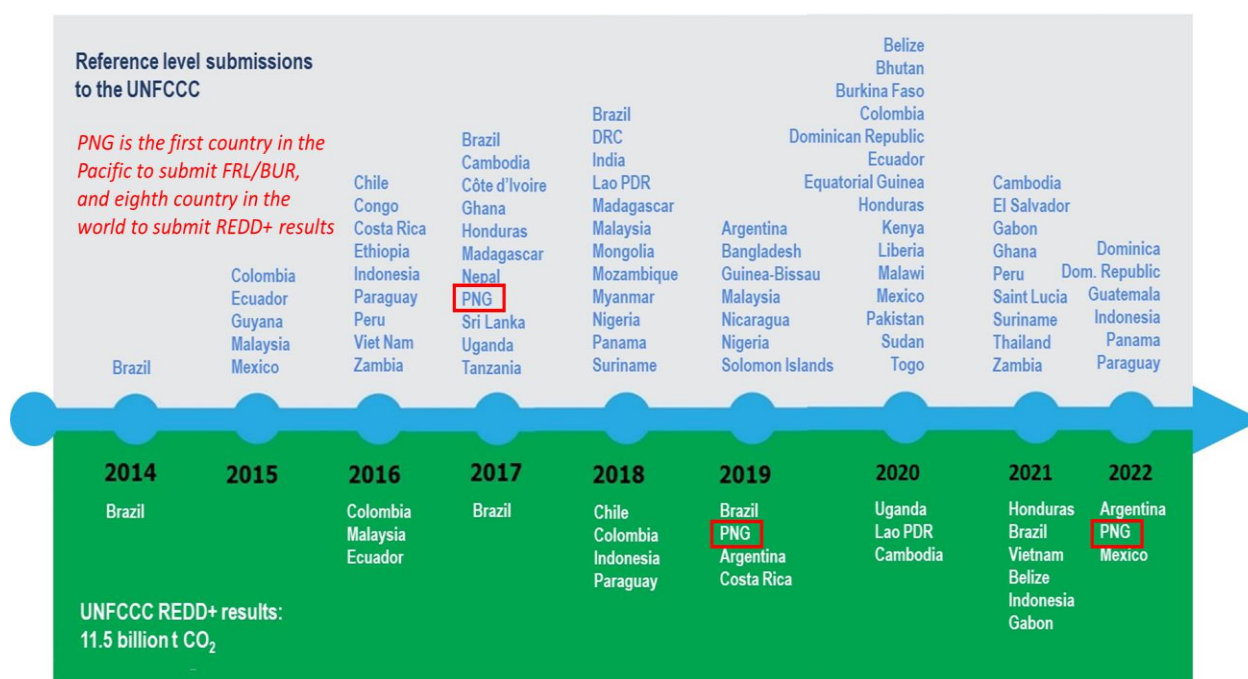 Reference level submissions
to the UNFCCC
PNG is the first country in the
Pacific to submit FRL/BUR,
and eighth country in the
world to submit REDD+ results
Brazil
Colombia
Ecuador
Guyana
Malaysia
Mexico
Chile
Congo
Costa Rica
Ethiopia
Indonesia
Paraguay
Peru
Viet Nam
Zambia
Brazil
Cambodia
Côte d'Ivoire
Ghana
Honduras
Madagascar
Nepal
PNG
Sri Lanka
Uganda
Tanzania
Brazil
DRC
India
Lao PDR
Madagascar
Malaysia
Mongolia
Mozambique
Myanmar
Nigeria
Panama
Suriname
Argentina
Bangladesh
Guinea-Bissau
Malaysia
Nicaragua
Nigeria
Solomon Islands
Belize
Bhutan
Burkina Faso
Colombia
Dominican Republic
Ecuador
Equatorial Guinea
Honduras
Kenya
Liberia
Malawi
Mexico
Pakistan
Sudan
Togo
Cambodia
El Salvador
Gabon
Ghana
Peru
Saint Lucia
Suriname
Thailand
Zambia
Dominica
Dom. Republic
Guatemala
Indonesia
Panama
Paraguay
2014
Brazil
2015
2016
Colombia
Malaysia
Ecuador
2017
Brazil
2018
Chile
Colombia
Indonesia
Paraguay
2019
Brazil
PNG
Argentina
Costa Rica
2020
Uganda
Lao PDR
Cambodia
2021
Honduras
Brazil
Vietnam
Belize
Indonesia
Gabon
2022
Argentina
PNG
Mexico
UNFCCC REDD+ results:
11.5 billion t CO₂